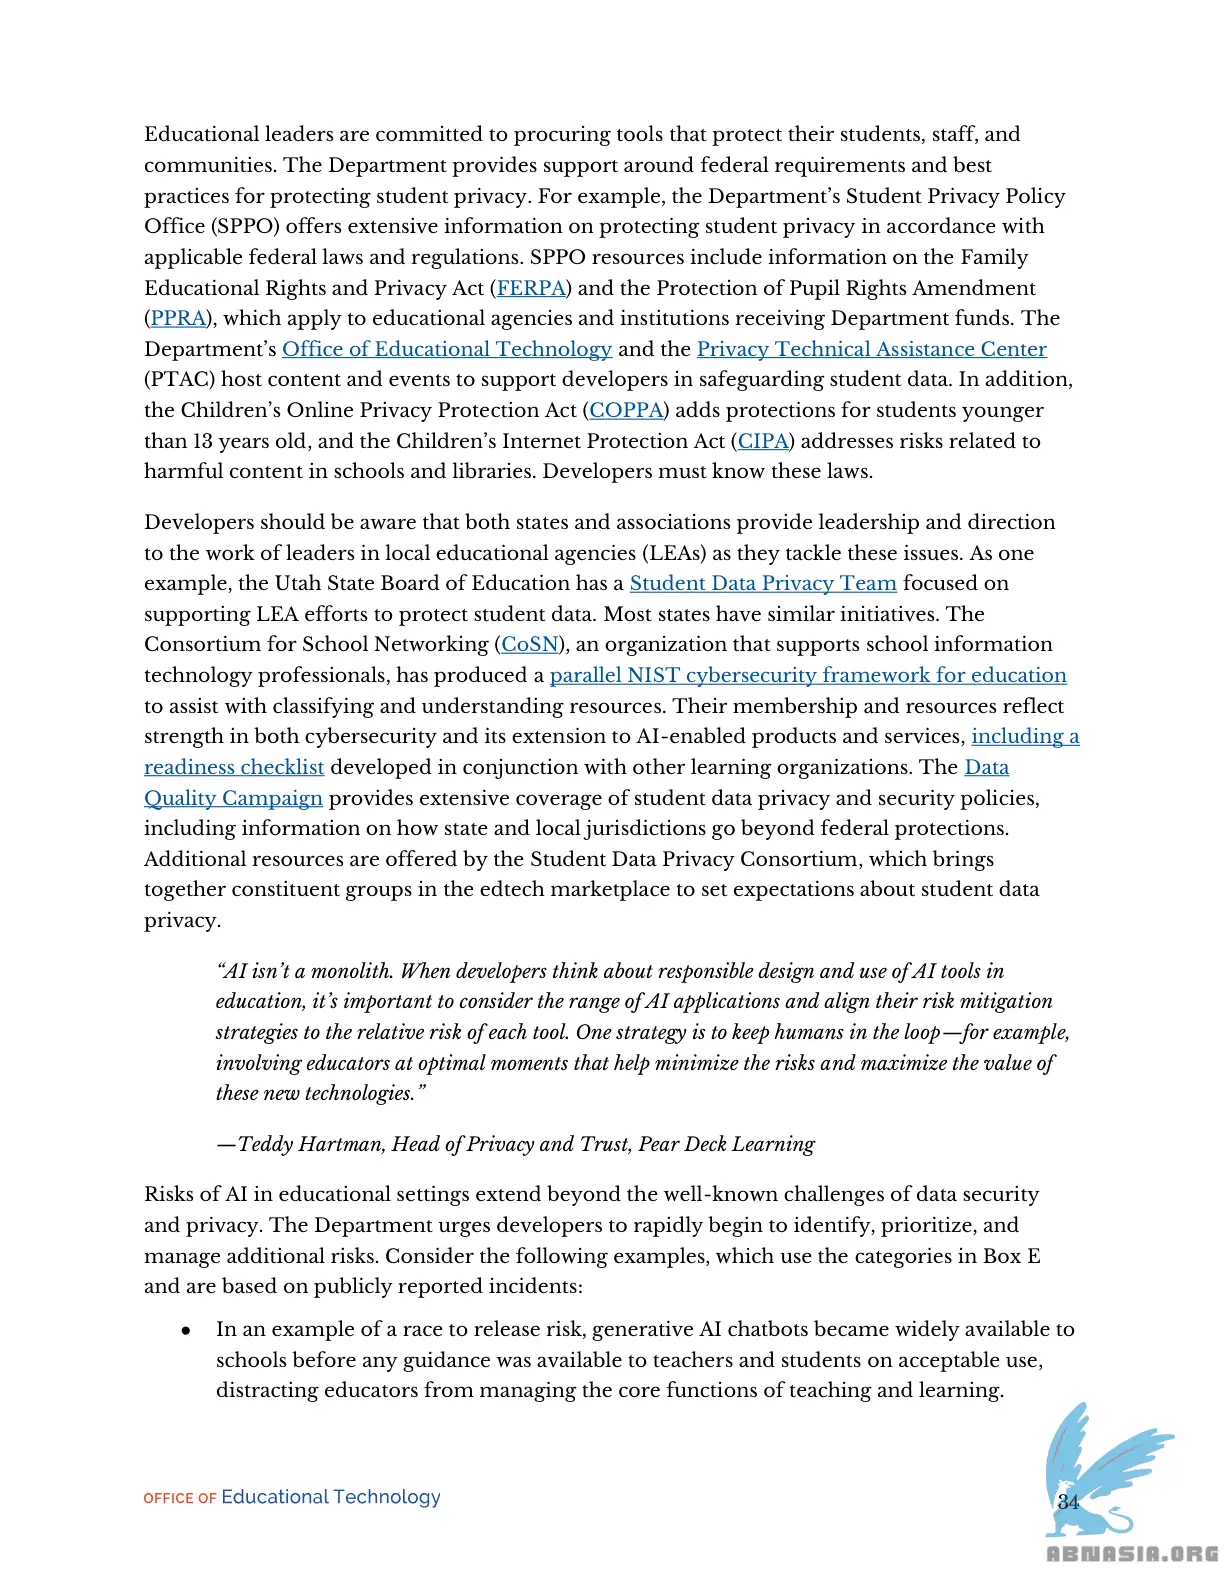 Educational leaders are committed to procuring tools that protect their students, staff, and
communities. The Department provides support around federal requirements and best
practices for protecting student privacy. For example, the Department’s Student Privacy Policy
Office (SPPO) offers extensive information on protecting student privacy in accordance with
applicable federal laws and regulations. SPPO resources include information on the Family
Educational Rights and Privacy Act (FERPA) and the Protection of Pupil Rights Amendment
(PPRA), which apply to educational agencies and institutions receiving Department funds. The
Department’s Office of Educational Technology and the Privacy Technical Assistance Center
(PTAC) host content and events to support developers in safeguarding student data. In addition,
the Children’s Online Privacy Protection Act (COPPA) adds protections for students younger
than 13 years old, and the Children’s Internet Protection Act (CIPA) addresses risks related to
harmful content in schools and libraries. Developers must know these laws.
Developers should be aware that both states and associations provide leadership and direction
to the work of leaders in local educational agencies (LEAs) as they tackle these issues. As one
example, the Utah State Board of Education has a Student Data Privacy Team focused on
supporting LEA efforts to protect student data. Most states have similar initiatives. The
Consortium for School Networking (CoSN), an organization that supports school information
technology professionals, has produced a parallel NIST cybersecurity framework for education
to assist with classifying and understanding resources. Their membership and resources reflect
strength in both cybersecurity and its extension to AI-enabled products and services, including a
readiness checklist developed in conjunction with other learning organizations. The Data
Quality Campaign provides extensive coverage of student data privacy and security policies,
including information on how state and local jurisdictions go beyond federal protections.
Additional resources are offered by the Student Data Privacy Consortium, which brings
together constituent groups in the edtech marketplace to set expectations about student data
privacy.
“AI isn’t a monolith. When developers think about responsible design and use of AI tools in
education, it’s important to consider the range of AI applications and align their risk mitigation
strategies to the relative risk of each tool. One strategy is to keep humans in the loop—for example,
involving educators at optimal moments that help minimize the risks and maximize the value of
these new technologies.”
—Teddy Hartman, Head of Privacy and Trust, Pear Deck Learning
Risks of AI in educational settings extend beyond the well-known challenges of data security
and privacy. The Department urges developers to rapidly begin to identify, prioritize, and
manage additional risks. Consider the following examples, which use the categories in Box E
and are based on publicly reported incidents:
● In an example of a race to release risk, generative AI chatbots became widely available to
schools before any guidance was available to teachers and students on acceptable use,
distracting educators from managing the core functions of teaching and learning.
OFFICE OF Educational Technology
34
ABNASIA.ORG